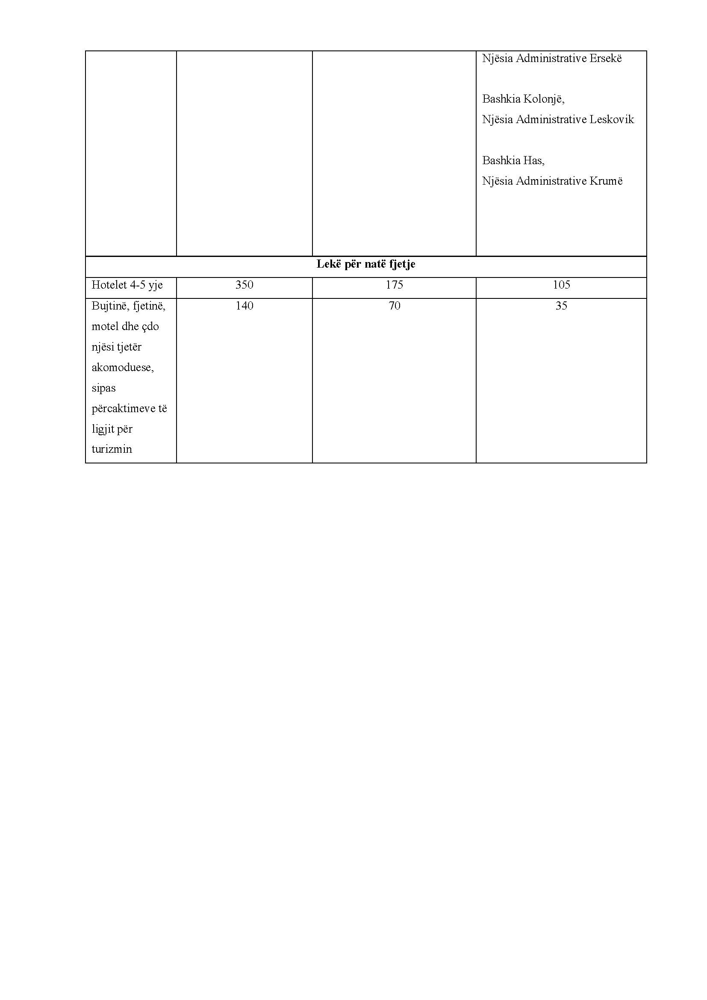 Njësia Administrative Ersekë
Bashkia Kolonjë,
Njësia Administrative Leskovik
Bashkia Has,
Njësia Administrative Krumë
Lekë për natë fjetje
Hotelet 4-5 yje 350 175 105
Bujtinë, fjetinë, 140 70 35
motel dhe çdo
njësi tjetër
akomoduese,
sipas
përcaktimeve të
ligjit për
turizmin